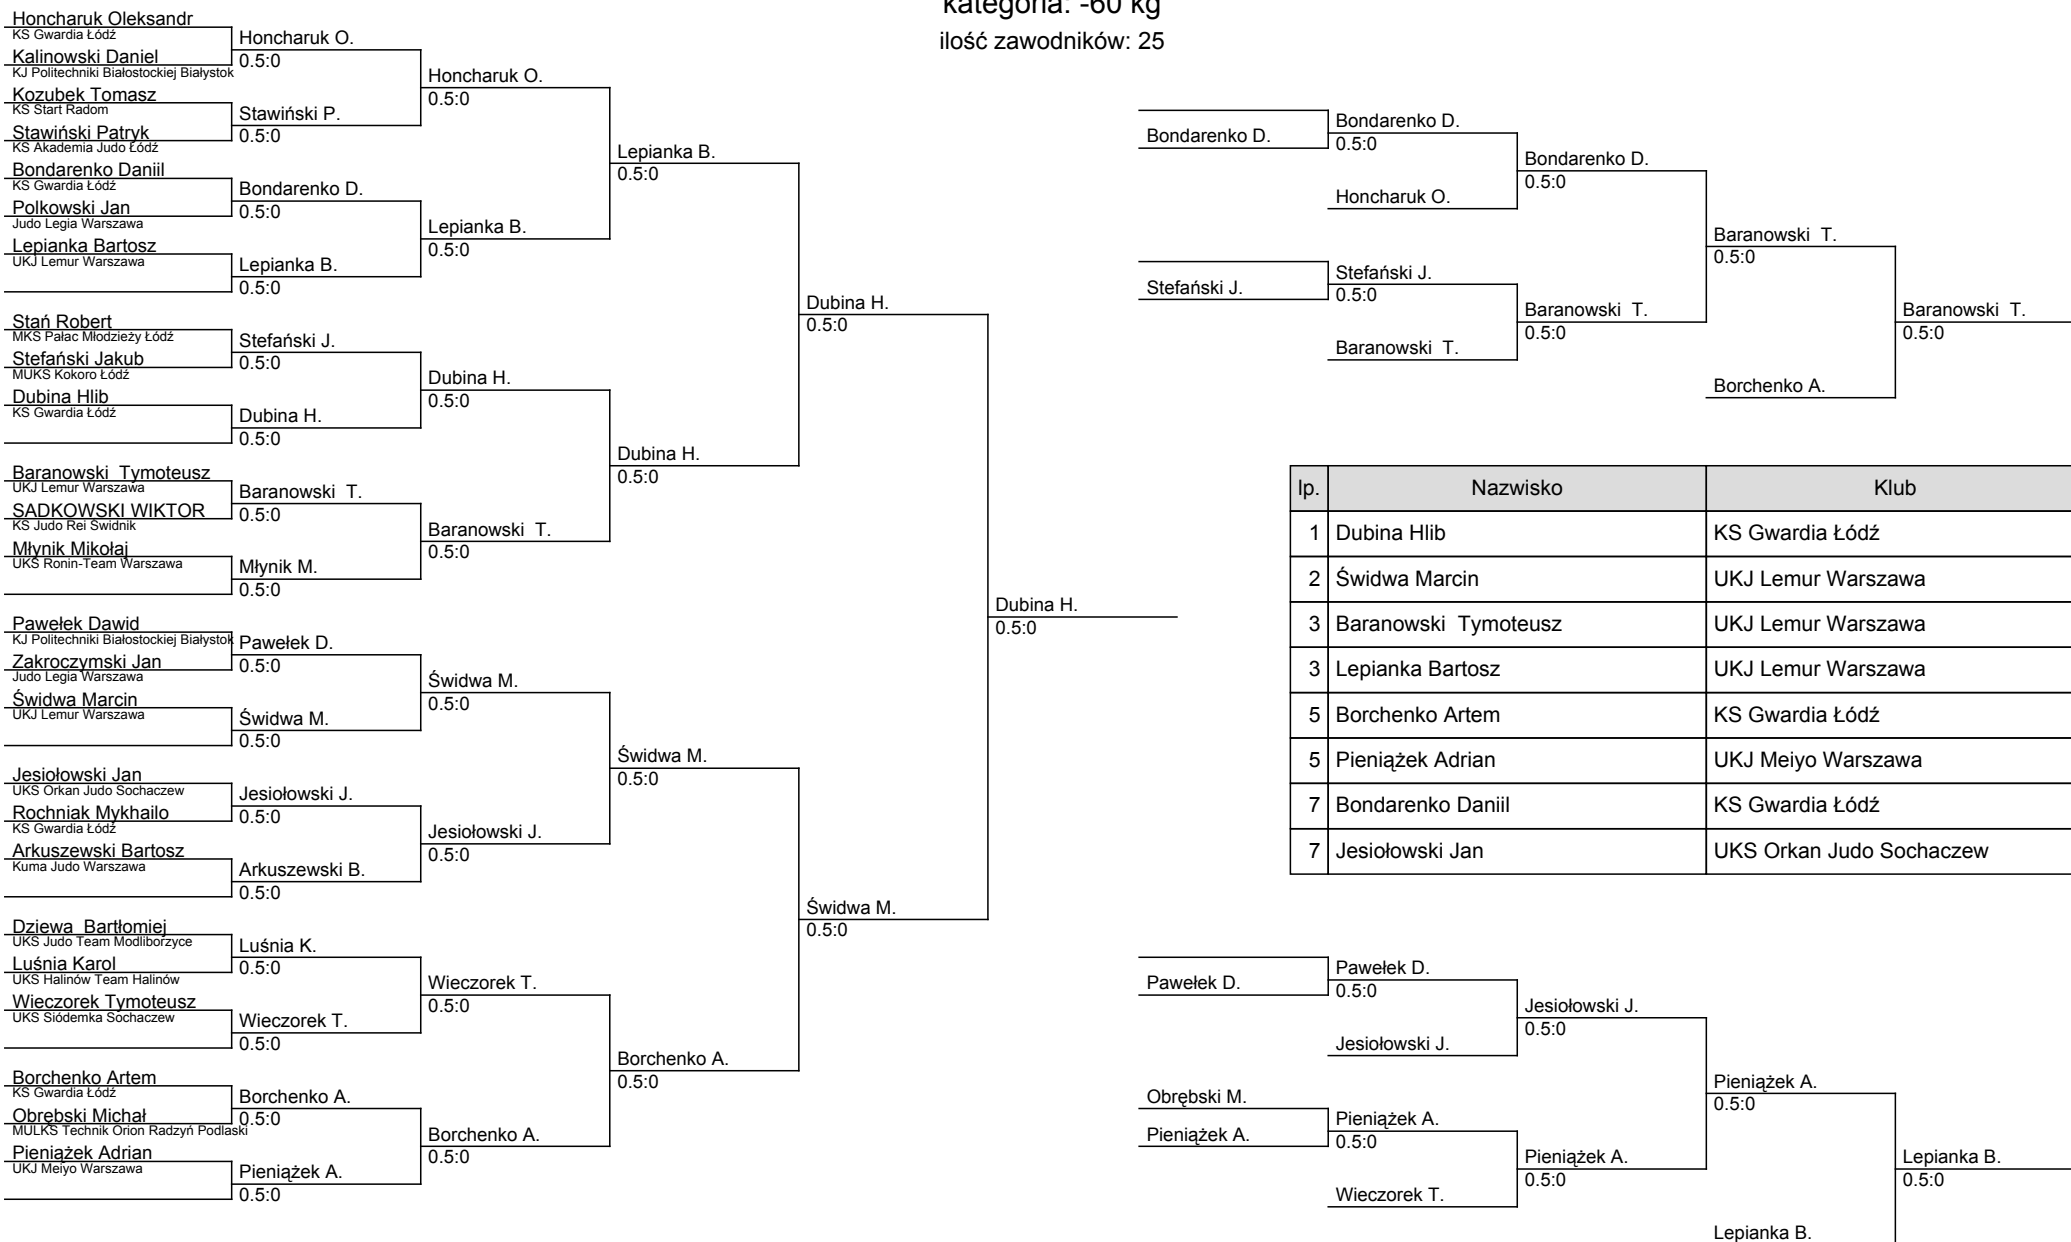 kategoria: -60 kg
ilość zawodników: 25
Honcharuk Oleksandr
KS Gwardia Łódź
Kalinowski Daniel
KJ Politechniki Białostockiej Białystok
Kozubek Tomasz
KS Start Radom
Stawiński Patryk
KS Akademia Judo Łódź
Bondarenko Daniil
KS Gwardia Łódź
Polkowski Jan
Judo Legia Warszawa
Lepianka Bartosz
UKJ Lemur Warszawa
Stań Robert
MKS Pałac Młodzieży Łódź
Stefański Jakub
MUKS Kokoro Łódź
Dubina Hlib
KS Gwardia Łódź
Baranowski  Tymoteusz
UKJ Lemur Warszawa
SADKOWSKI WIKTOR
KS Judo Rei Świdnik
Młynik Mikołaj
UKS Ronin-Team Warszawa
Pawełek Dawid
KJ Politechniki Białostockiej Białystok
Zakroczymski Jan
Judo Legia Warszawa
Świdwa Marcin
UKJ Lemur Warszawa
Jesiołowski Jan
UKS Orkan Judo Sochaczew
Rochniak Mykhailo
KS Gwardia Łódź
Arkuszewski Bartosz
Kuma Judo Warszawa
Dziewa  Bartłomiej
UKS Judo Team Modliborzyce
Luśnia Karol
UKS Halinów Team Halinów
Wieczorek Tymoteusz
UKS Siódemka Sochaczew
Borchenko Artem
KS Gwardia Łódź
Obrębski Michał
MULKS Technik Orion Radzyń Podlaski
Pieniążek Adrian
UKJ Meiyo Warszawa
Honcharuk O.
0.5:0
Stawiński P.
0.5:0
Bondarenko D.
0.5:0
Lepianka B.
0.5:0
Stefański J.
0.5:0
Dubina H.
0.5:0
Baranowski  T.
0.5:0
Młynik M.
0.5:0
Pawełek D.
0.5:0
Świdwa M.
0.5:0
Jesiołowski J.
0.5:0
Arkuszewski B.
0.5:0
Luśnia K.
0.5:0
Wieczorek T.
0.5:0
Borchenko A.
0.5:0
Pieniążek A.
0.5:0
Honcharuk O.
0.5:0
Lepianka B.
0.5:0
Dubina H.
0.5:0
Baranowski  T.
0.5:0
Świdwa M.
0.5:0
Jesiołowski J.
0.5:0
Wieczorek T.
0.5:0
Borchenko A.
0.5:0
Lepianka B.
0.5:0
Dubina H.
0.5:0
Świdwa M.
0.5:0
Borchenko A.
0.5:0
Dubina H.
0.5:0
Świdwa M.
0.5:0
Dubina H.
0.5:0
Bondarenko D.
Bondarenko D.
0.5:0
Honcharuk O.
Bondarenko D.
0.5:0
Stefański J.
Stefański J.
0.5:0
Baranowski  T.
Baranowski  T.
0.5:0
Baranowski  T.
0.5:0
Borchenko A.
Baranowski  T.
0.5:0
lp. Nazwisko Klub
1 Dubina Hlib KS Gwardia Łódź
2 Świdwa Marcin UKJ Lemur Warszawa
3 Baranowski  Tymoteusz UKJ Lemur Warszawa
3 Lepianka Bartosz UKJ Lemur Warszawa
5 Borchenko Artem KS Gwardia Łódź
5 Pieniążek Adrian UKJ Meiyo Warszawa
7 Bondarenko Daniil KS Gwardia Łódź
7 Jesiołowski Jan UKS Orkan Judo Sochaczew
Pawełek D.
Pawełek D.
0.5:0
Jesiołowski J.
Jesiołowski J.
0.5:0
Obrębski M.
Pieniążek A.
Pieniążek A.
0.5:0
Wieczorek T.
Pieniążek A.
0.5:0
Pieniążek A.
0.5:0
Lepianka B.
Lepianka B.
0.5:0